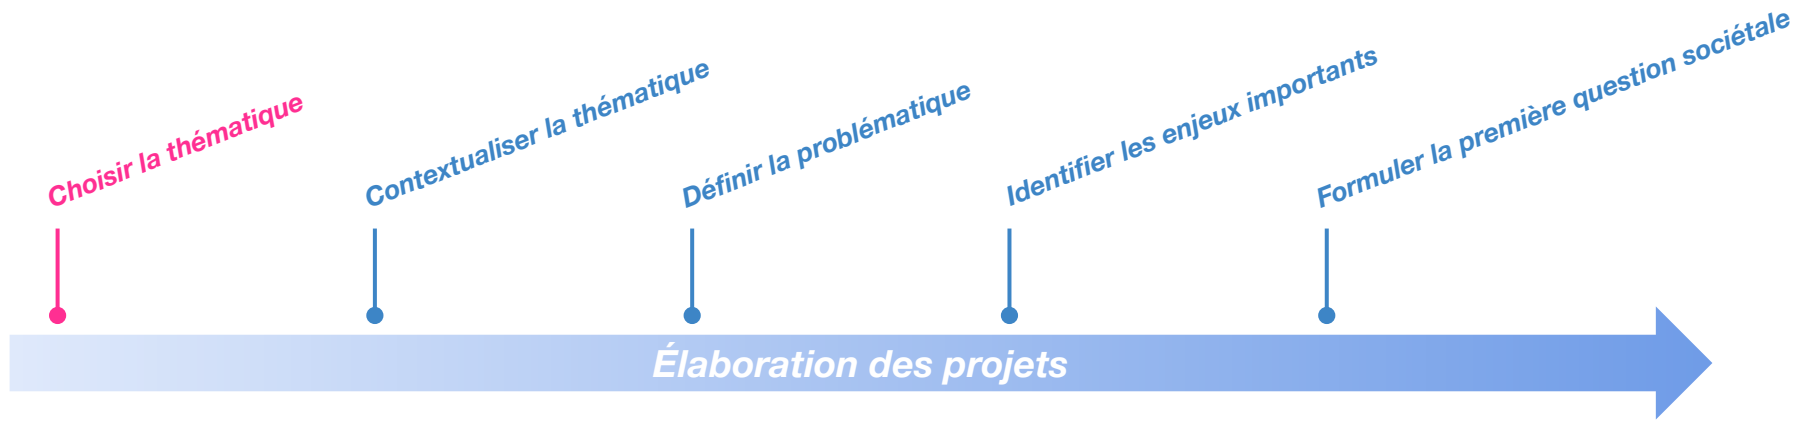 Choisir la thématique
Contextualiser la thématique
Définir la problématique
Identifier les enjeux importants
Formuler la première question sociétale
Élaboration des projets